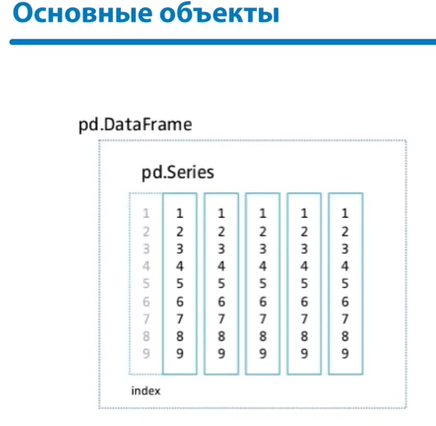 Основные объекты
pd.DataFrame
pd.Series
1 1 1 1 1 1
2 2 2 2 2 2
3 3 3 3 3 3
4 4 4 4 4 4
5 5 5 5 5 5
6 6 6 6 6 6
7 7 7 7 7 7
8 8 8 8 8 8
9 9 9 9 9 9
index